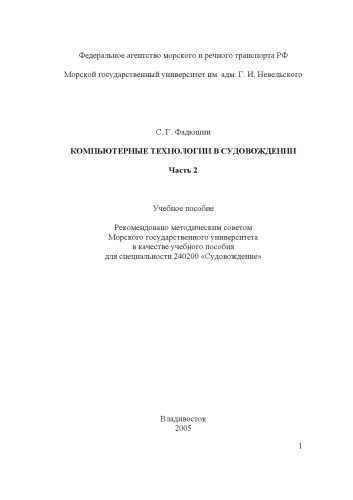 Федеральное агентство морского и речного транспорта РФ
Морской государственный университет им. адм. Г. И. Невельского
С. Г. Фадюшин
КОМПЬЮТЕРНЫЕ ТЕХНОЛОГИИ В СУДОВОЖДЕНИИ
Часть 2
Учебное пособие
Рекомендовано методическим советом
Морского государственного университета
в качестве учебного пособия
для специальности 240200 «Судовождение»
Владивосток
2005
1